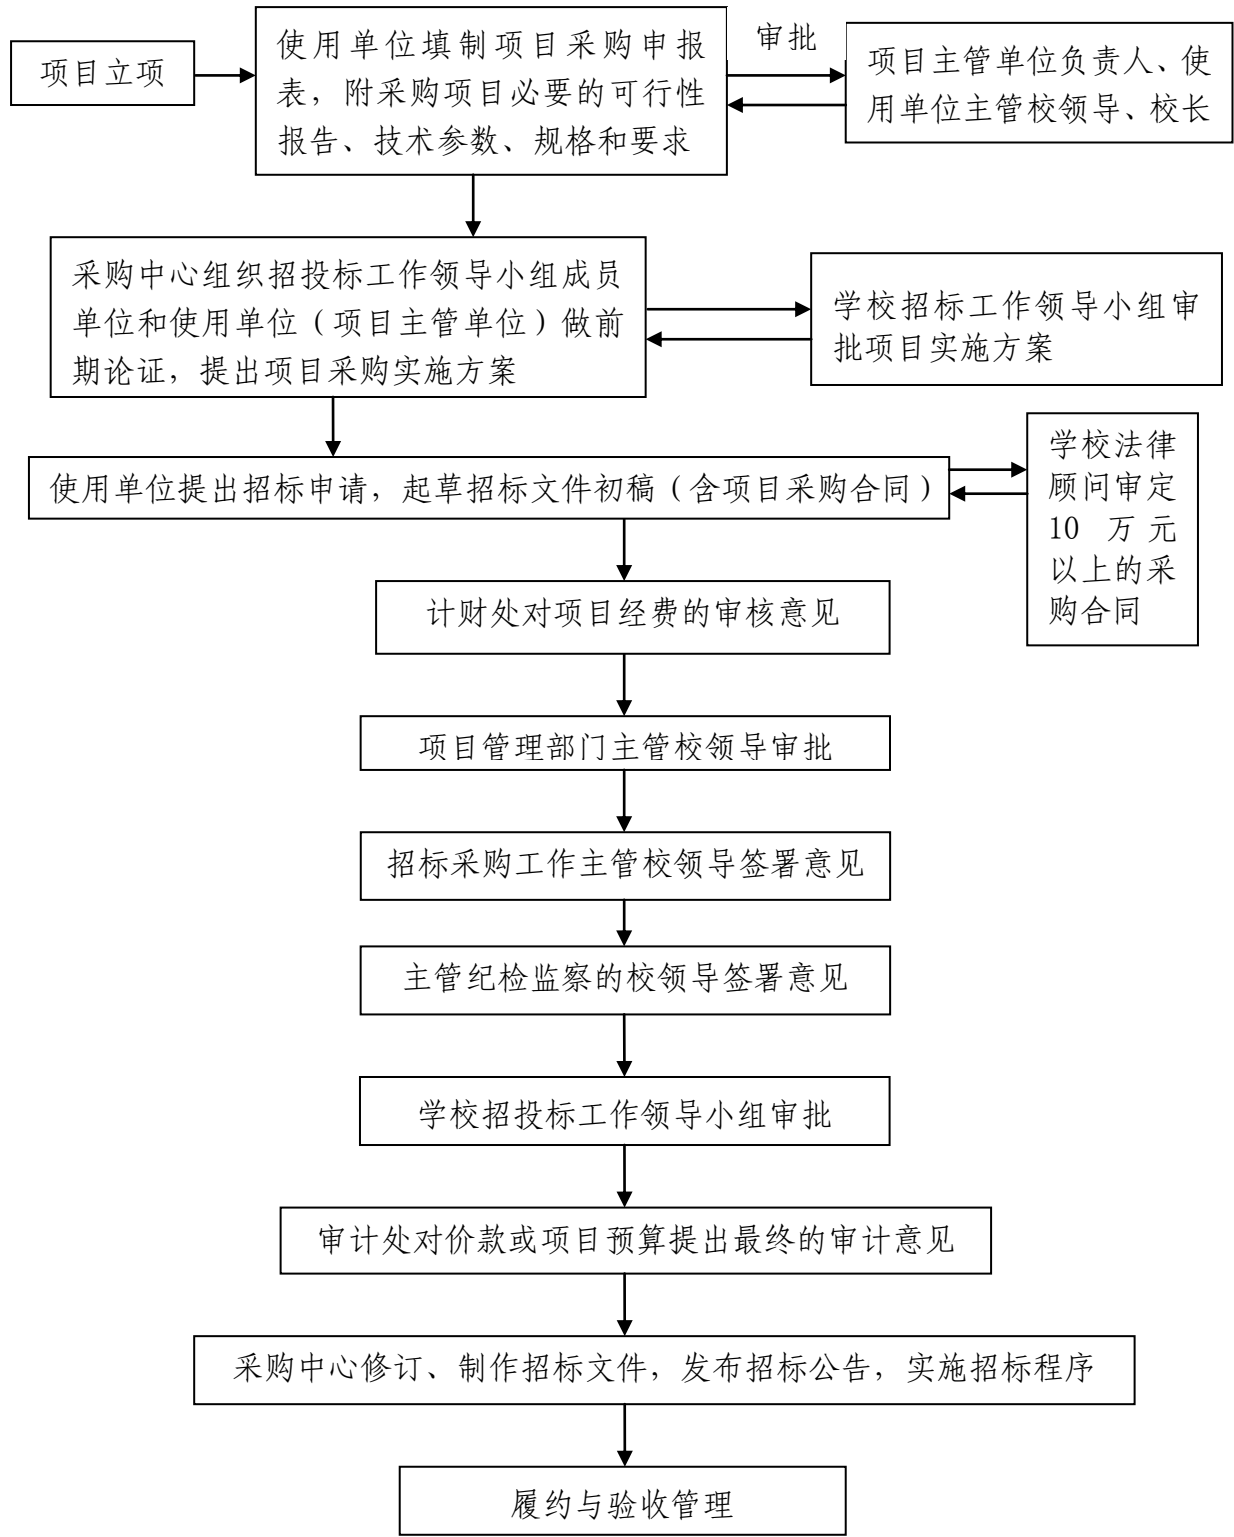 项目立项
使用单位填制项目采购申报
表，附采购项目必要的可行性
报告、技术参数、规格和要求
审批
项目主管单位负责人、使
用单位主管校领导、校长
采购中心组织招投标工作领导小组成员
单位和使用单位（项目主管单位）做前
期论证，提出项目采购实施方案
学校招标工作领导小组审
批项目实施方案
使用单位提出招标申请，起草招标文件初稿（含项目采购合同）
学校法律
顾问审定
10 万元
以上的采
购合同
计财处对项目经费的审核意见
项目管理部门主管校领导审批
招标采购工作主管校领导签署意见
主管纪检监察的校领导签署意见
学校招投标工作领导小组审批
审计处对价款或项目预算提出最终的审计意见
采购中心修订、制作招标文件，发布招标公告，实施招标程序
履约与验收管理